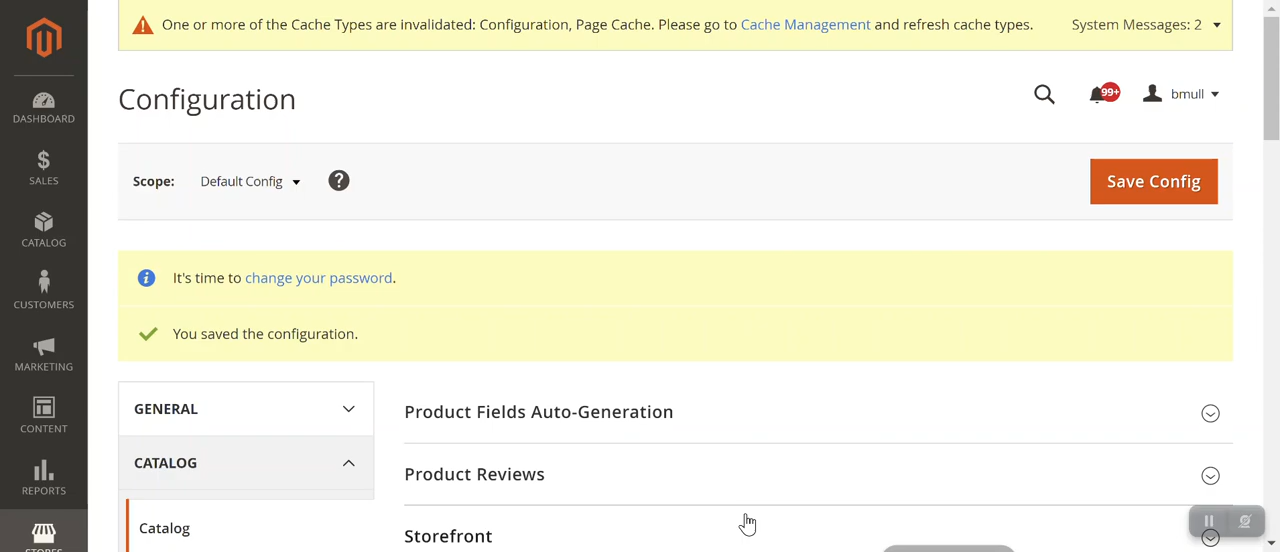 One or more of the Cache Types are invalidated: Configuration, Page Cache. Please go to Cache Management and refresh cache types.
System Messages: 2
Configuration
99+
bmull
Scope:
Default Config
?
Save Config
It's time to change your password.
You saved the configuration.
DASHBOARD
SALES
CATALOG
CUSTOMERS
MARKETING
CONTENT
REPORTS
STORES
GENERAL
CATALOG
Catalog
Product Fields Auto-Generation
Product Reviews
Storefront